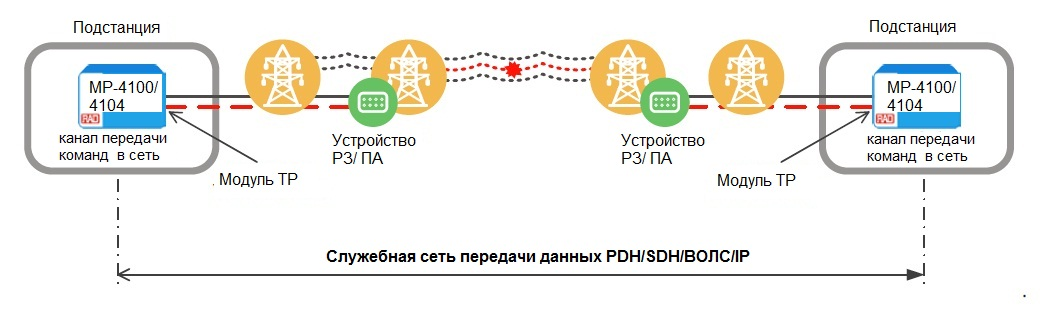 Подстанция
Подстанция
MP-4100/
4104
RAD
канал передачи
команд в сеть
Модуль ТР
Устройство
РЗ/ ПА
Устройство
РЗ/ ПА
Модуль ТР
MP-4100/
4104
RAD
канал передачи
команд в сеть
Служебная сеть передачи данных PDH/SDH/ВОЛС/IP